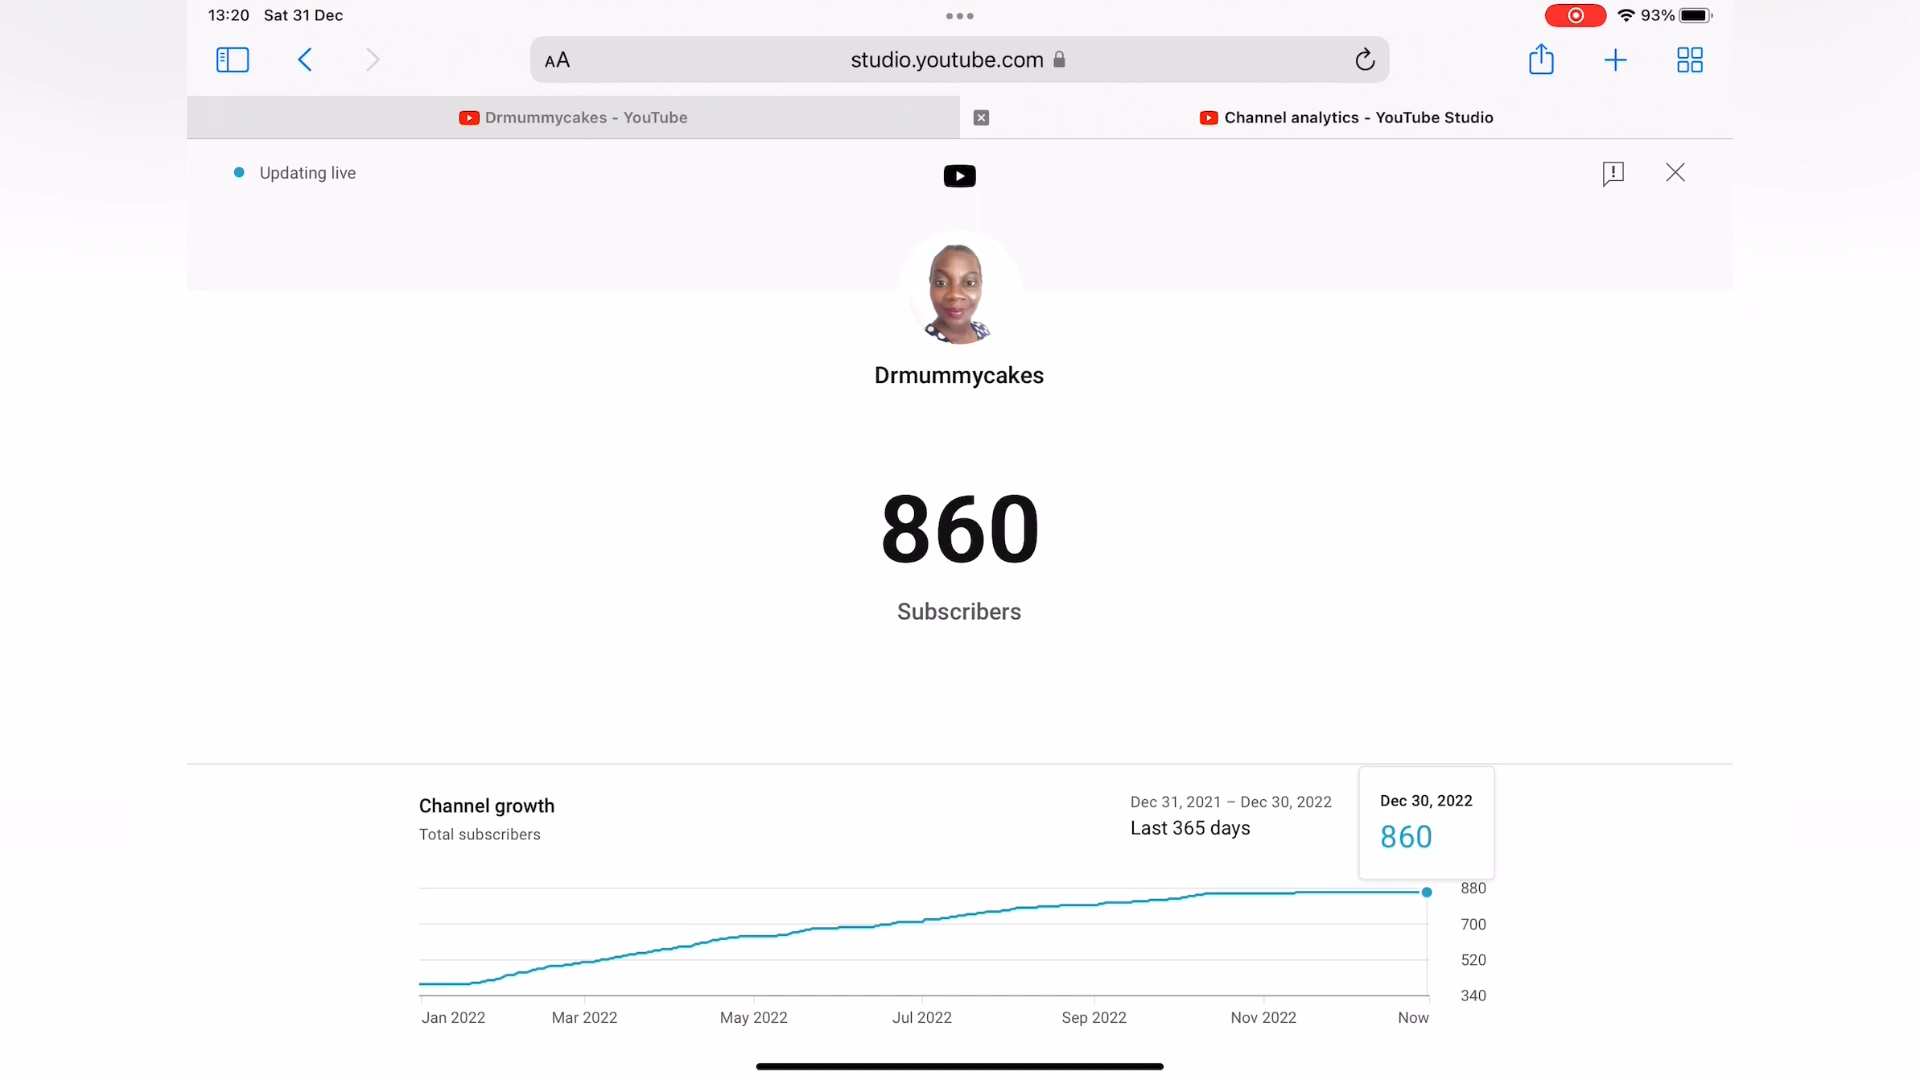 13:20 Sat 31 Dec
93%
AA
studio.youtube.com
Drmummycakes - YouTube
Channel analytics - YouTube Studio
Updating live
Drmummycakes
860
Subscribers
Channel growth
Total subscribers
Dec 31, 2021 – Dec 30, 2022
Last 365 days
Dec 30, 2022
860
880
700
520
340
Jan 2022 Mar 2022 May 2022 Jul 2022 Sep 2022 Nov 2022 Now